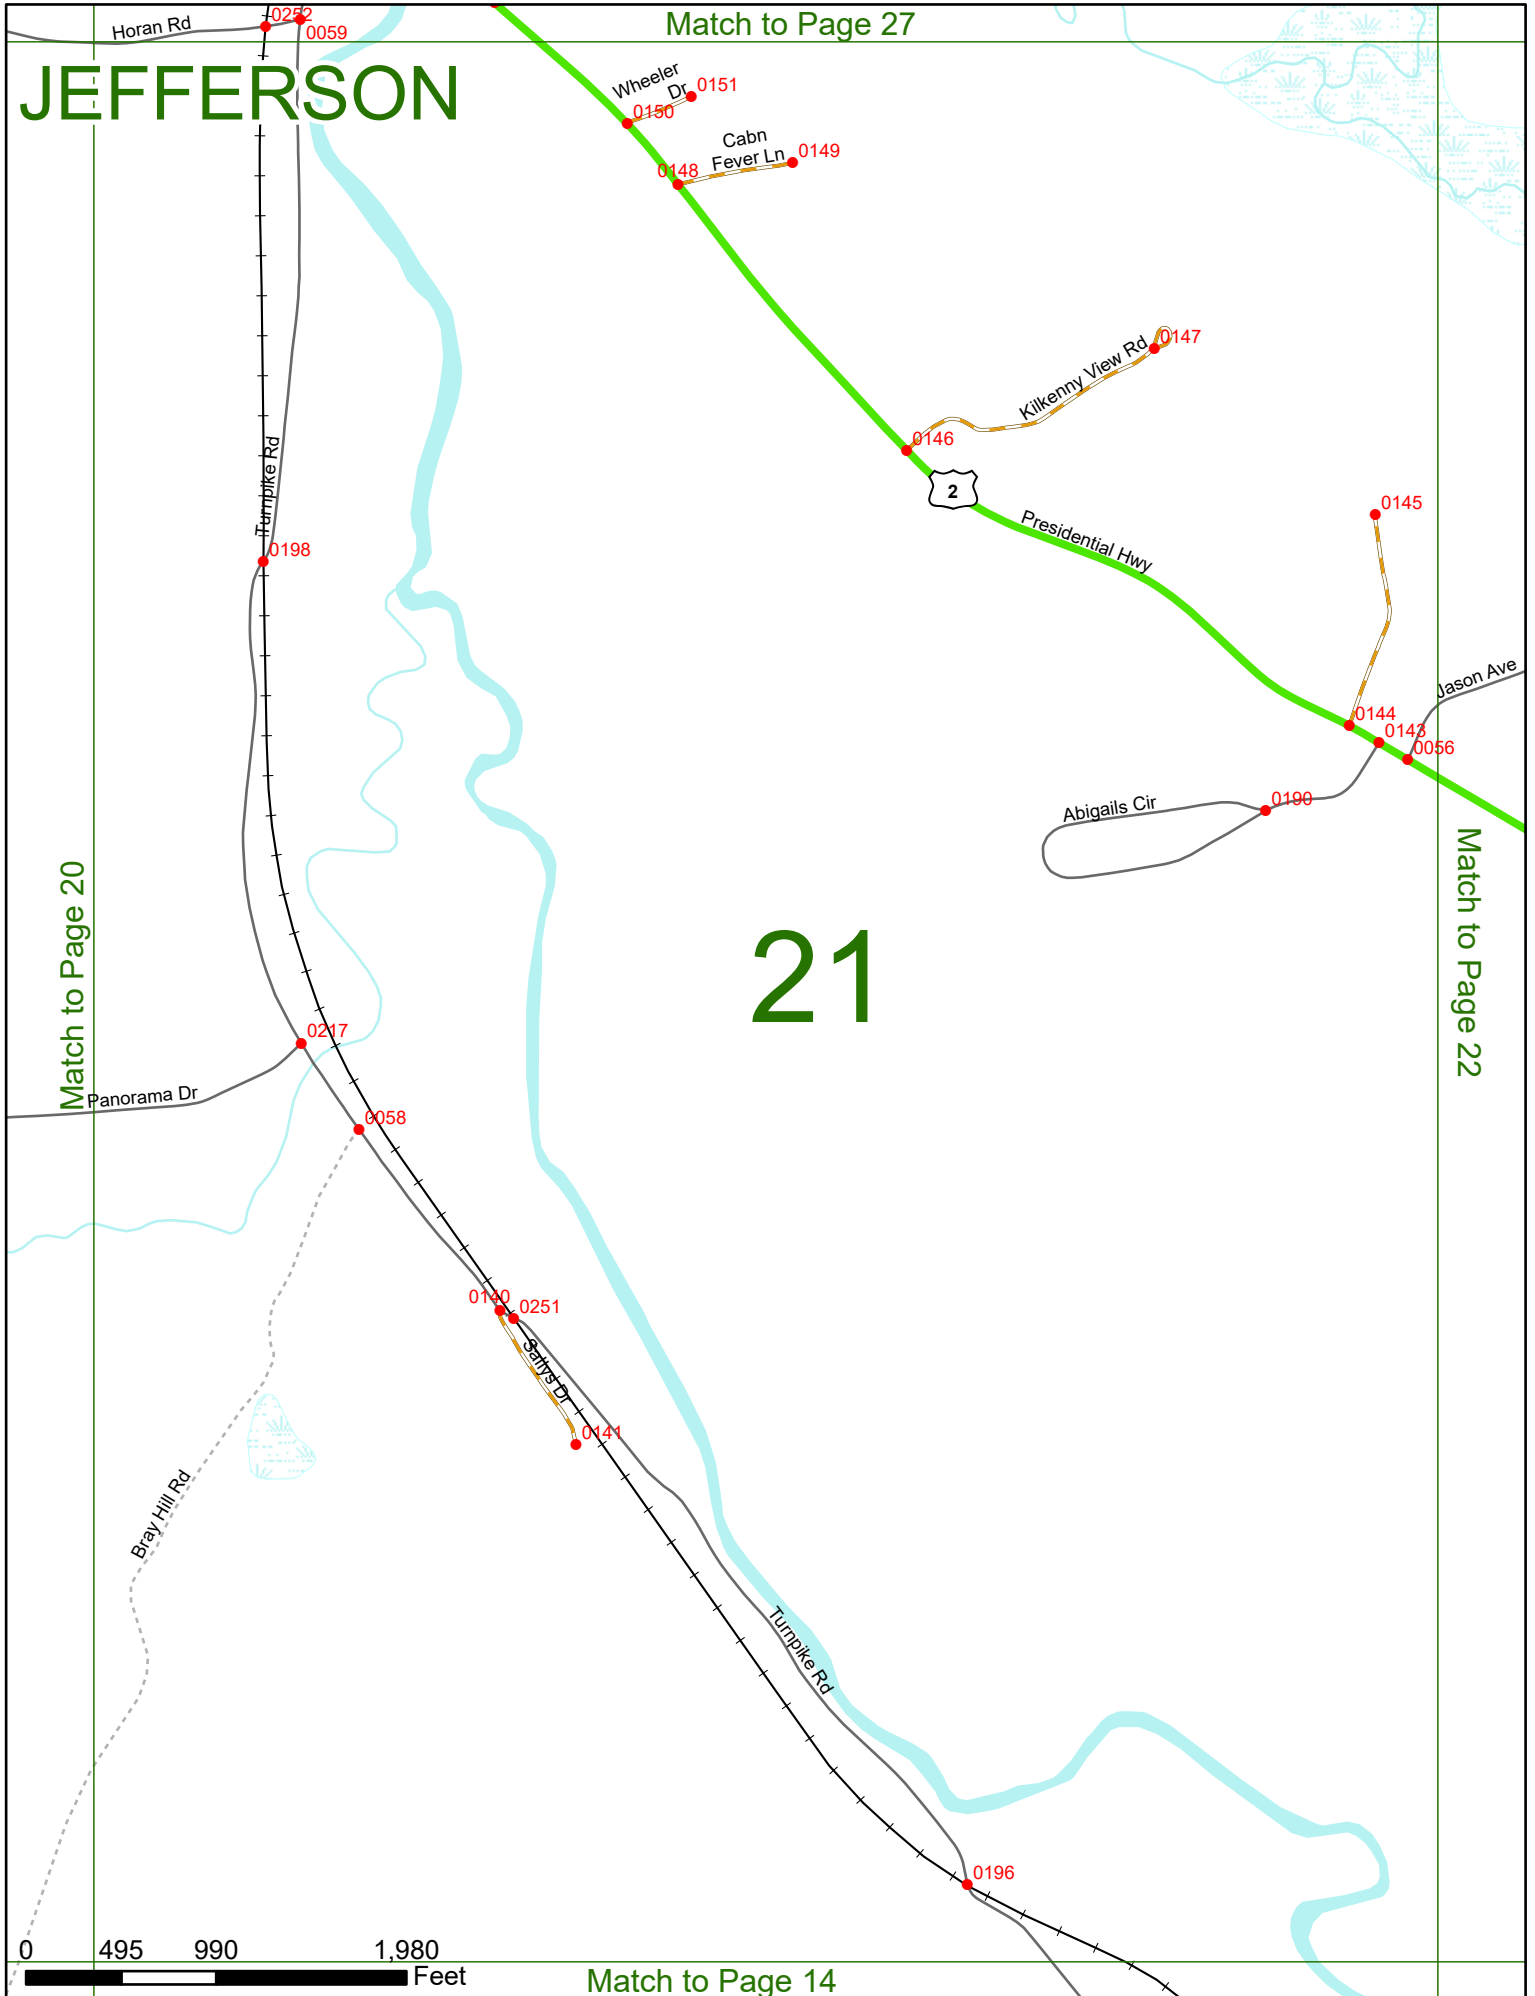 0252
Horan Rd
0059
Match to Page 27
JEFFERSON
Wheeler
Dr
0151
0150
Cabn
Fever Ln
0149
0148
0147
Kilkenny View Rd
0146
2
Turnpike Rd
0145
Presidential Hwy
0198
Jason Ave
0144
0143
0056
0190
Abigails Cir
Match to Page 20
Match to Page 22
21
0217
Panorama Dr
0058
0140
0251
Sallys Dr
0141
Bray Hill Rd
Turnpike Rd
0196
0 495 990 1,980
Feet
Match to Page 14